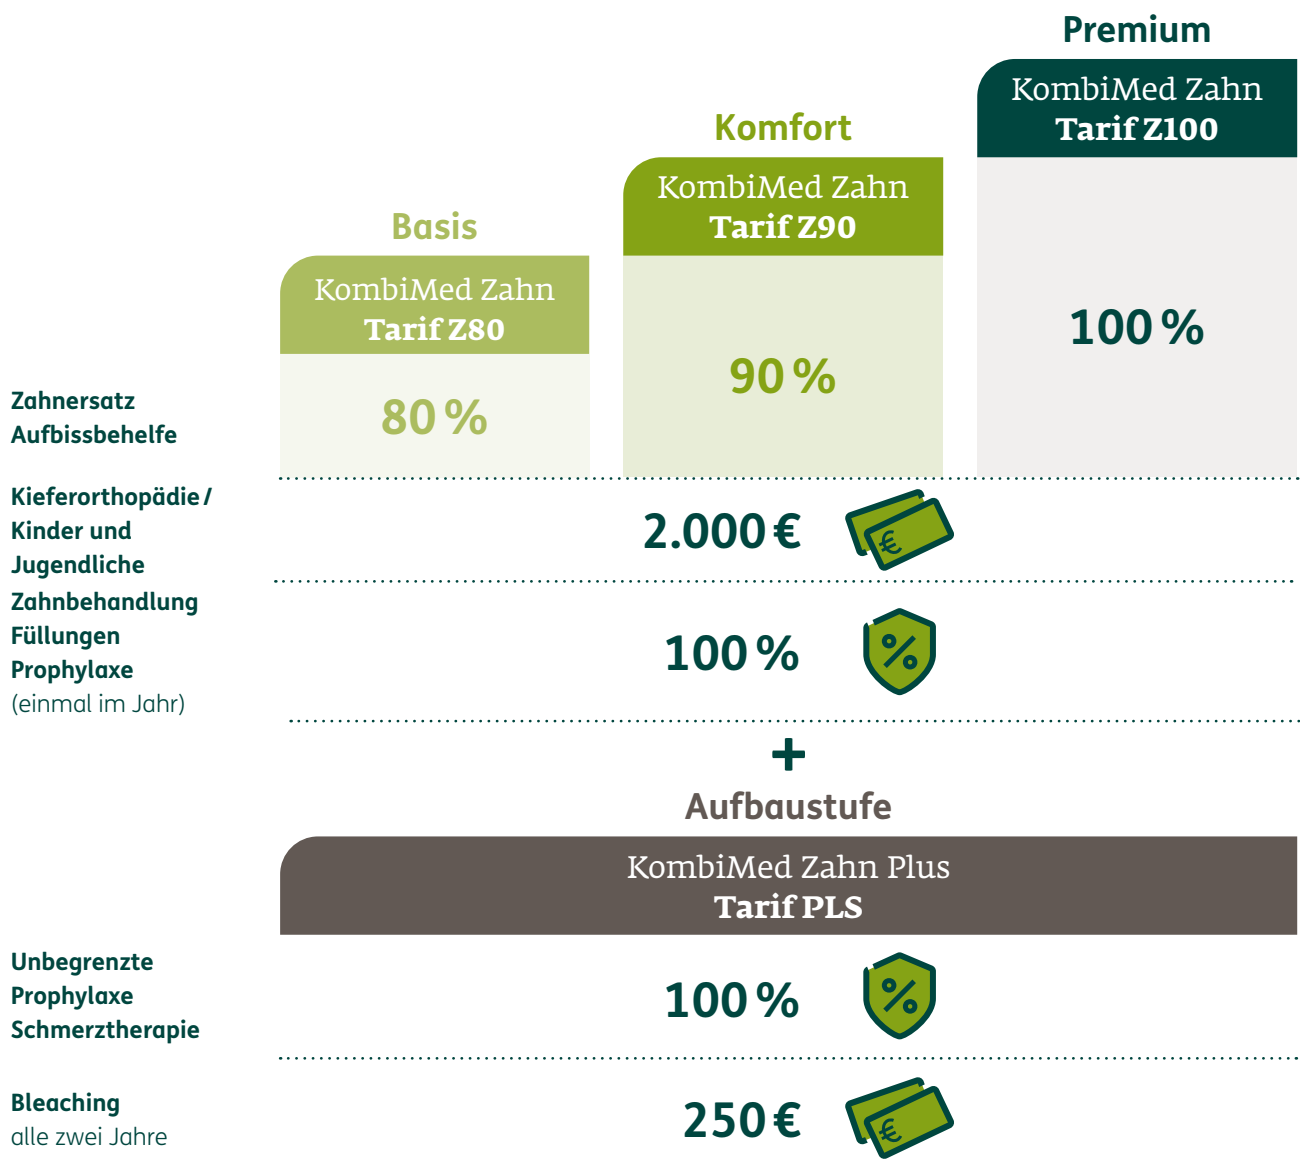 Premium
KombiMed Zahn
Tarif Z100
Komfort
KombiMed Zahn
Tarif Z90
Basis
KombiMed Zahn
Tarif Z80
100 %
90 %
80 %
Zahnersatz
Aufbissbehelfe
Kieferorthopädie/
Kinder und
Jugendliche
2.000 €
€
Zahnbehandlung
Füllungen
Prophylaxe
(einmal im Jahr)
100 %
%
+
Aufbaustufe
KombiMed Zahn Plus
Tarif PLS
Unbegrenzte
Prophylaxe
Schmerztherapie
100 %
%
Bleaching
alle zwei Jahre
250 €
€